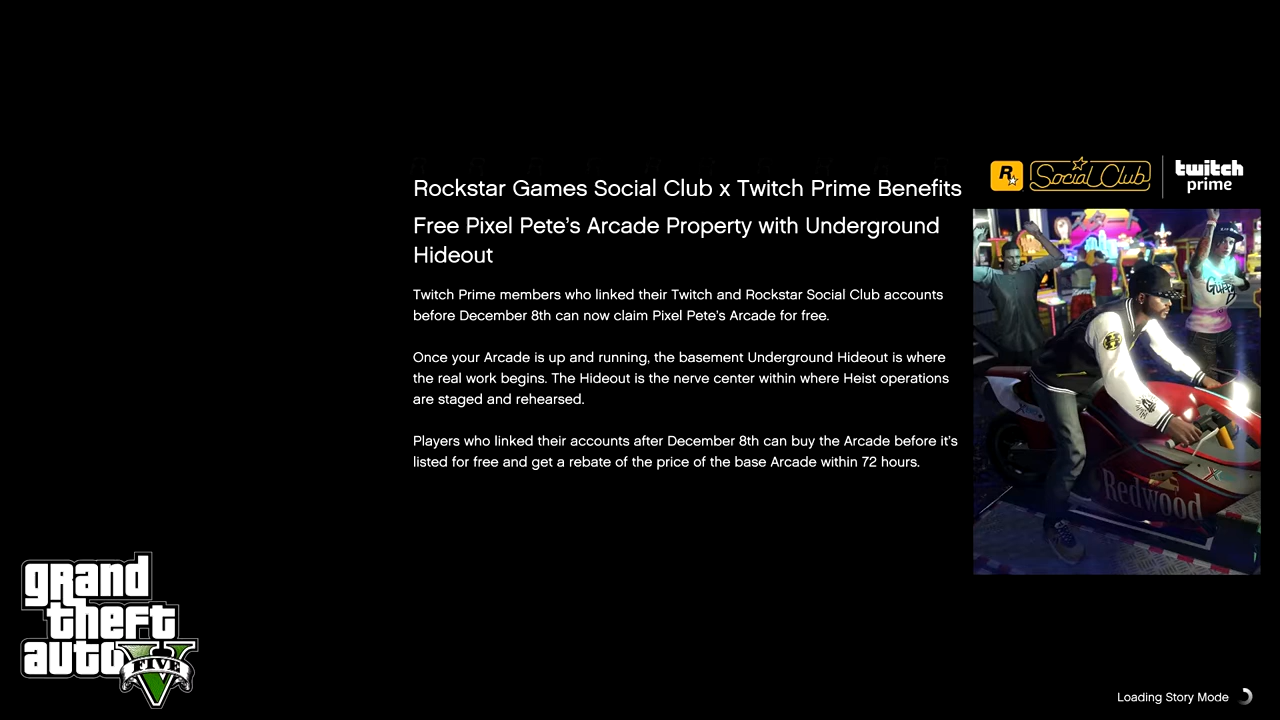 Rockstar Games Social Club x Twitch Prime Benefits
Free Pixel Pete's Arcade Property with Underground
Hideout
Twitch Prime members who linked their Twitch and Rockstar Social Club accounts
before December 8th can now claim Pixel Pete's Arcade for free.
Once your Arcade is up and running, the basement Underground Hideout is where
the real work begins. The Hideout is the nerve center within where Heist operations
are staged and rehearsed.
Players who linked their accounts after December 8th can buy the Arcade before it's
listed for free and get a rebate of the price of the base Arcade within 72 hours.
R
Social Club
twitch
prime
Redwood
grand
theft
auto
FIVE
Loading Story Mode